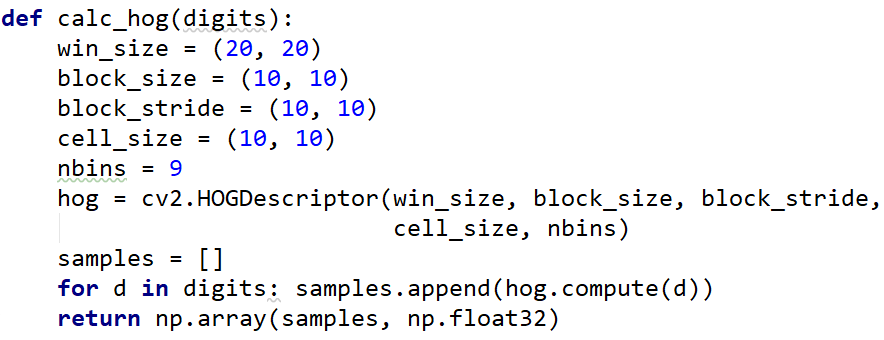 def calc_hog(digits):
    win_size = (20, 20)
    block_size = (10, 10)
    block_stride = (10, 10)
    cell_size = (10, 10)
    nbins = 9
    hog = cv2.HOGDescriptor(win_size, block_size, block_stride,
                            cell_size, nbins)
    samples = []
    for d in digits: samples.append(hog.compute(d))
    return np.array(samples, np.float32)